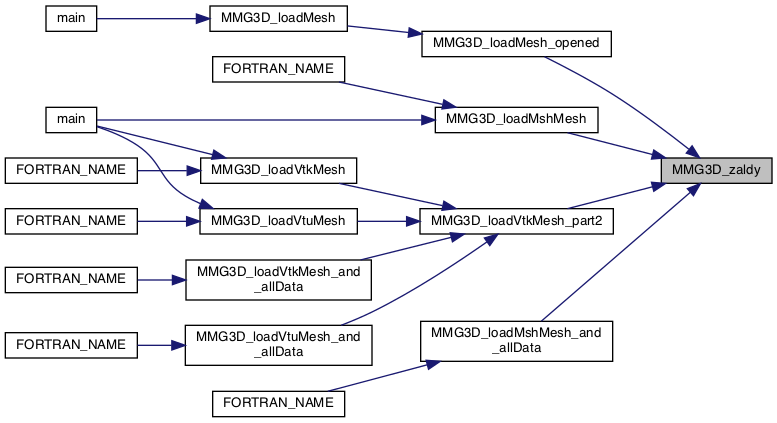 main
MMG3D_loadMesh
MMG3D_loadMesh_opened
FORTRAN_NAME
main
MMG3D_loadMshMesh
FORTRAN_NAME
MMG3D_loadVtkMesh
MMG3D_zaldy
FORTRAN_NAME
MMG3D_loadVtuMesh
MMG3D_loadVtkMesh_part2
FORTRAN_NAME
MMG3D_loadVtkMesh_and
_allData
FORTRAN_NAME
MMG3D_loadVtuMesh_and
_allData
MMG3D_loadMshMesh_and
_allData
FORTRAN_NAME